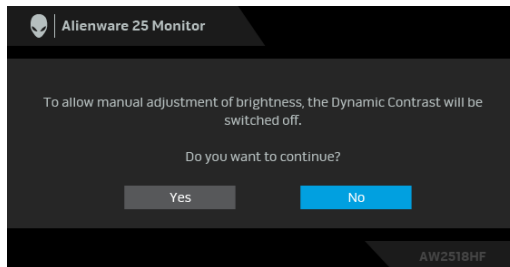 Alienware 25 Monitor
To allow manual adjustment of brightness, the Dynamic Contrast will be
switched off.
Do you want to continue?
Yes
No
AW2518HF